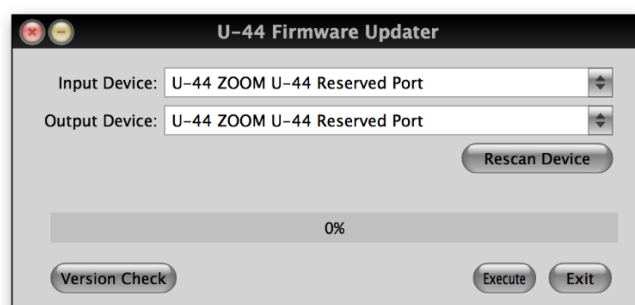 U-44 Firmware Updater
Input Device: U-44 ZOOM U-44 Reserved Port
Output Device: U-44 ZOOM U-44 Reserved Port
Rescan Device
0%
Version Check Execute Exit